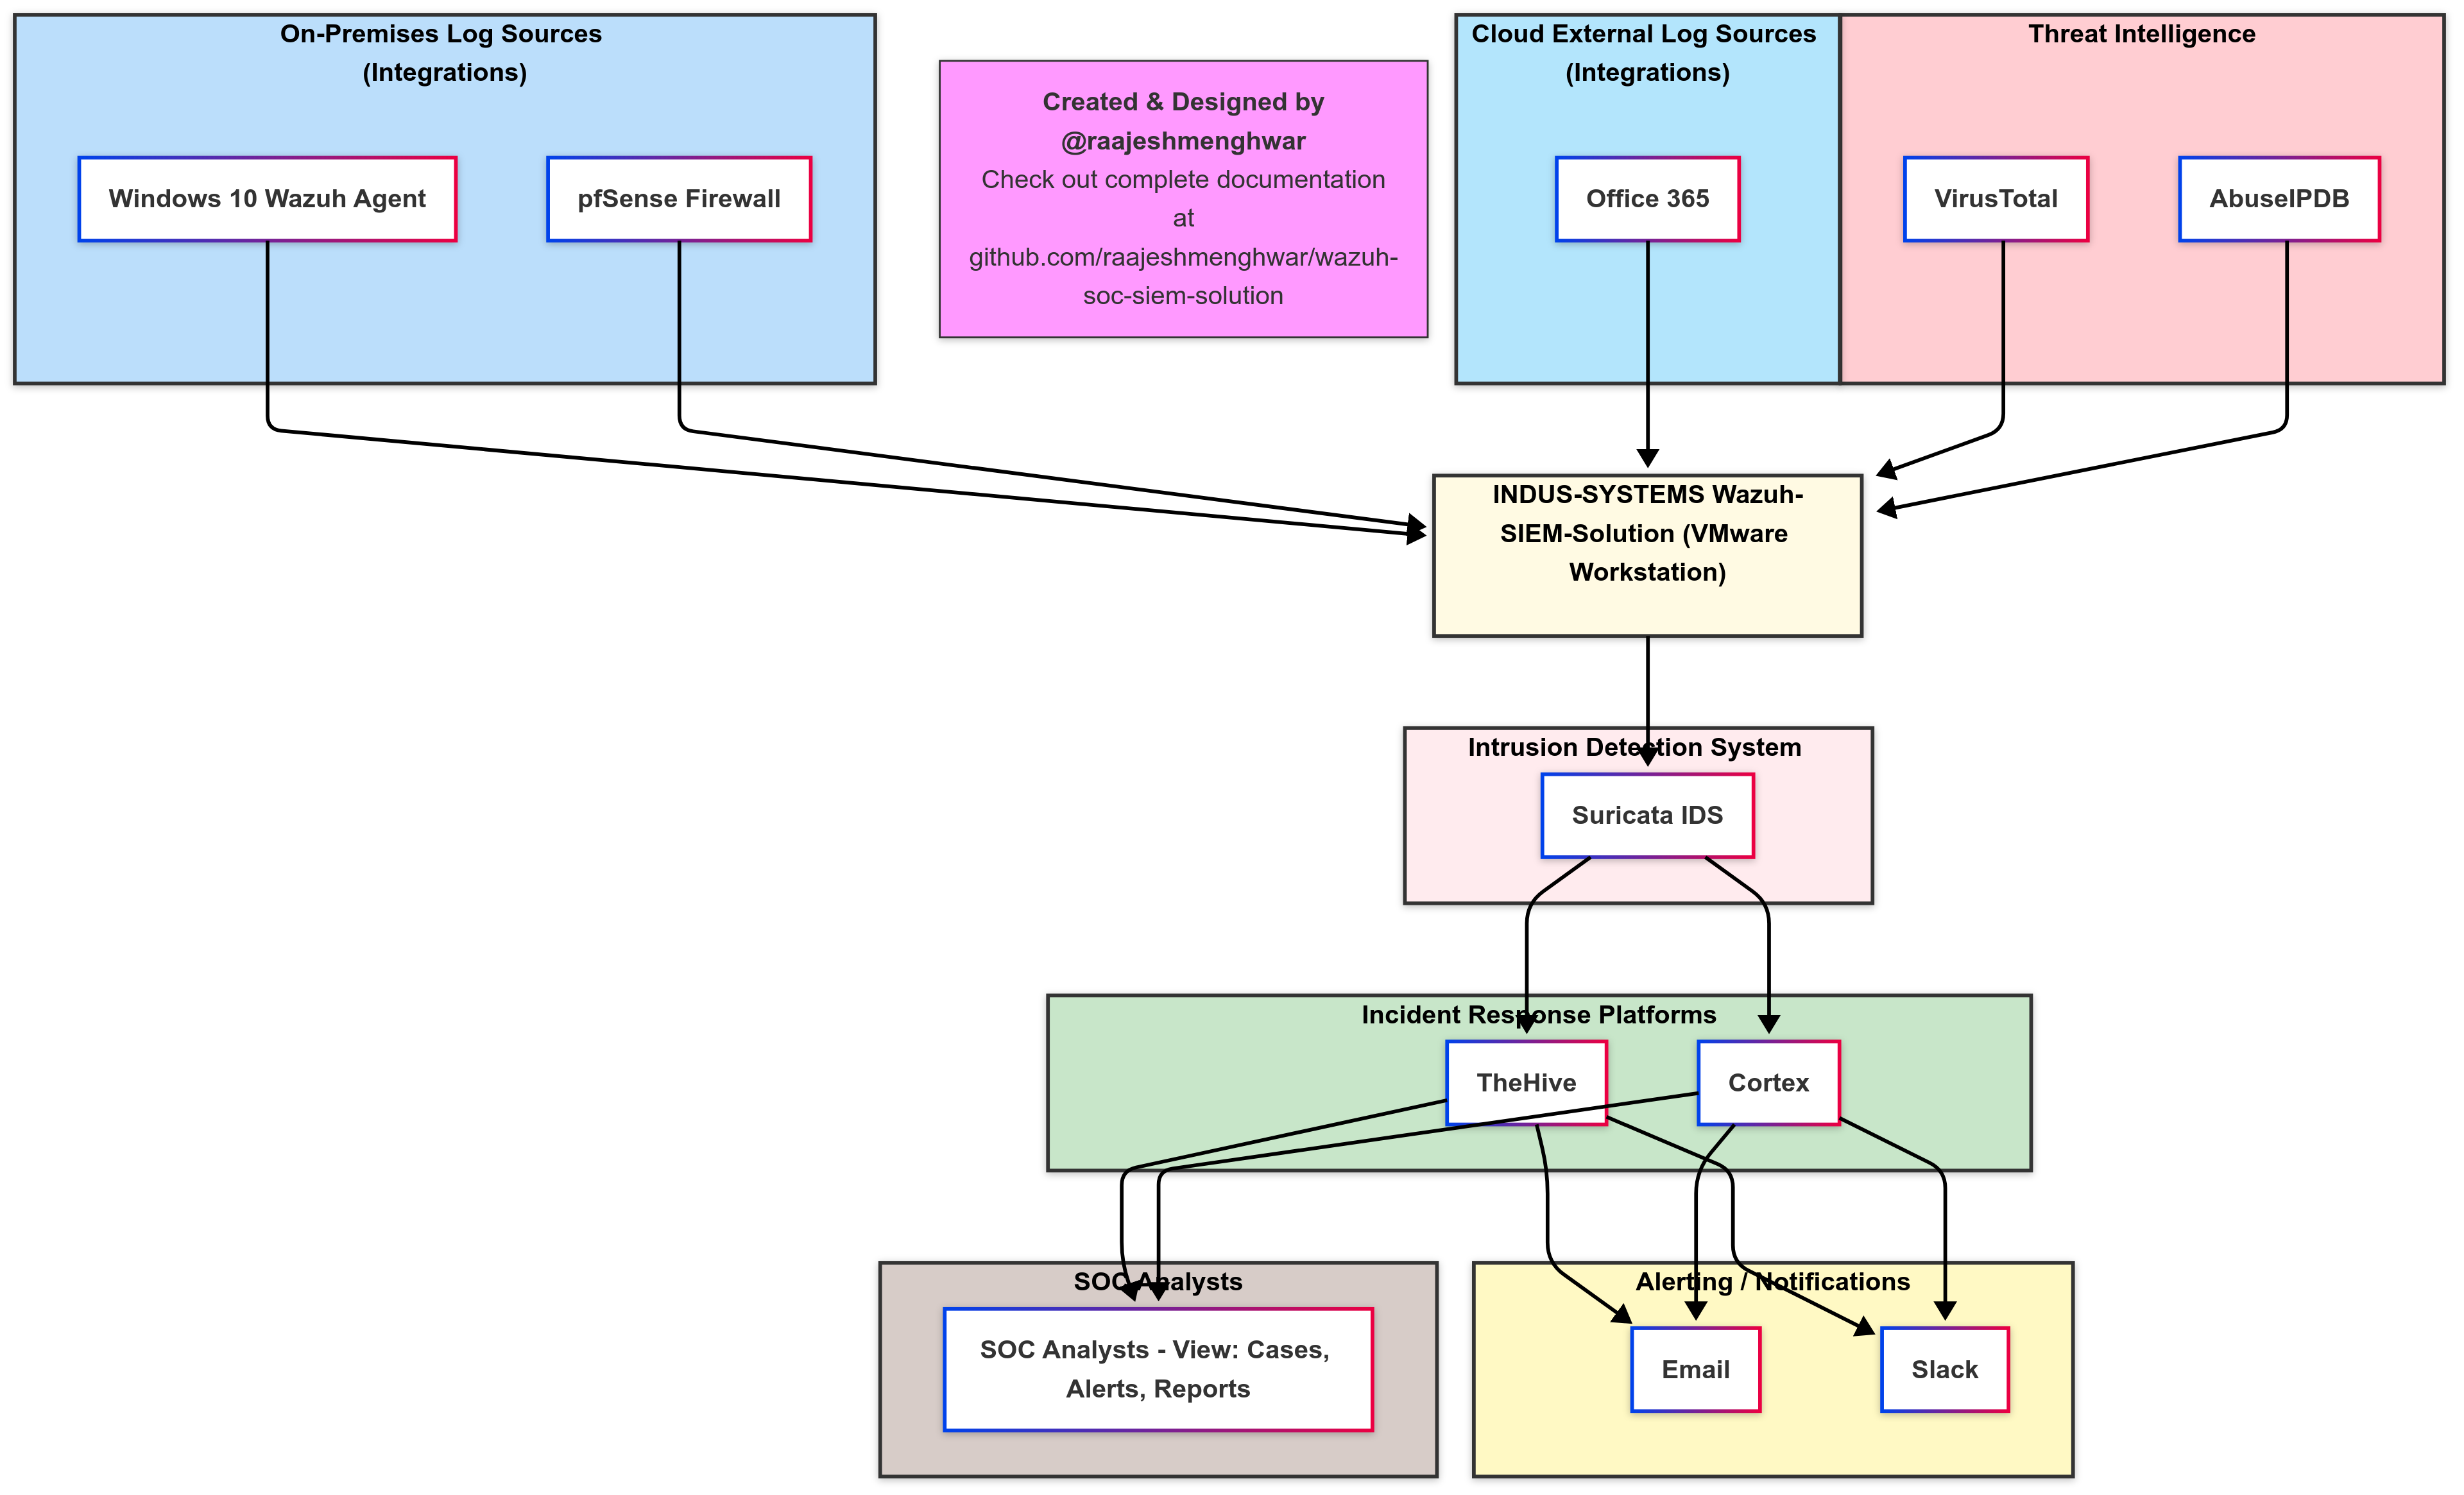 On-Premises Log Sources
(Integrations)
Windows 10 Wazuh Agent
pfSense Firewall
Created & Designed by
@raajeshmenghwar
Check out complete documentation
at
github.com/raajeshmenghwar/wazuh-
soc-siem-solution
Cloud External Log Sources
(Integrations)
Office 365
Threat Intelligence
VirusTotal
AbuseIPDB
INDUS-SYSTEMS Wazuh-
SIEM-Solution (VMware
Workstation)
Intrusion Detection System
Suricata IDS
Incident Response Platforms
TheHive
Cortex
SOC Analysts
SOC Analysts - View: Cases,
Alerts, Reports
Alerting / Notifications
Email
Slack